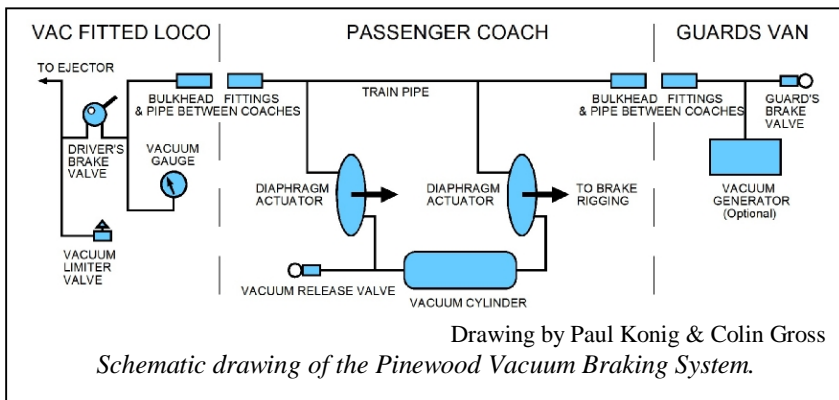 VAC FITTED LOCO
PASSENGER COACH
GUARDS VAN
TO EJECTOR
DRIVER'S
BRAKE
VALVE
VACUUM
GAUGE
VACUUM
LIMITER
VALVE
BULKHEAD FITTINGS
& PIPE BETWEEN COACHES
TRAIN PIPE
BULKHEAD FITTINGS
& PIPE BETWEEN COACHES
GUARD'S
BRAKE
VALVE
DIAPHRAGM
ACTUATOR
DIAPHRAGM
ACTUATOR
TO BRAKE
RIGGING
VACUUM
GENERATOR
(Optional)
VACUUM RELEASE VALVE
VACUUM CYLINDER
Drawing by Paul Konig & Colin Gross
Schematic drawing of the Pinewood Vacuum Braking System.